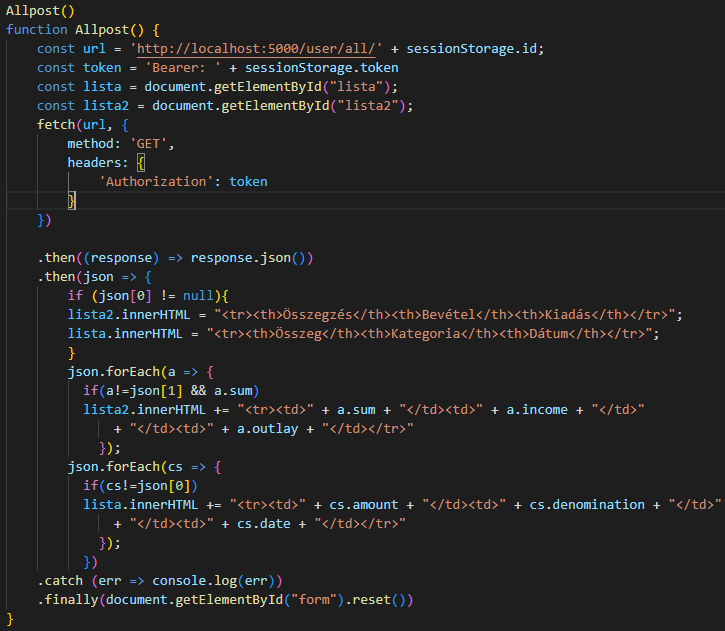 Allpost()
function Allpost() {
    const url = 'http://localhost:5000/user/all/' + sessionStorage.id;
    const token = 'Bearer: ' + sessionStorage.token
    const lista = document.getElementById("lista");
    const lista2 = document.getElementById("lista2");
    fetch(url, {
        method: 'GET',
        headers: {
            'Authorization': token
        }
    })

    .then((response) => response.json())
    .then(json => {
        if (json[0] != null){
        lista2.innerHTML = "<tr><th>Összegzés</th><th>Bevétel</th><th>Kiadás</th></tr>";
        lista.innerHTML = "<tr><th>Összeg</th><th>Kategoria</th><th>Dátum</th></tr>";
        }
        json.forEach(a => {
          if(a!=json[1] && a.sum)
          lista2.innerHTML += "<tr><td>" + a.sum + "</td><td>" + a.income + "</td>"
              + "</td><td>" + a.outlay + "</td></tr>"
            });
        json.forEach(cs => {
          if(cs!=json[0])
          lista.innerHTML += "<tr><td>" + cs.amount + "</td><td>" + cs.denomination + "</td>"
              + "</td><td>" + cs.date + "</td></tr>"
            });
          })
    .catch (err => console.log(err))
    .finally(document.getElementById("form").reset())
}